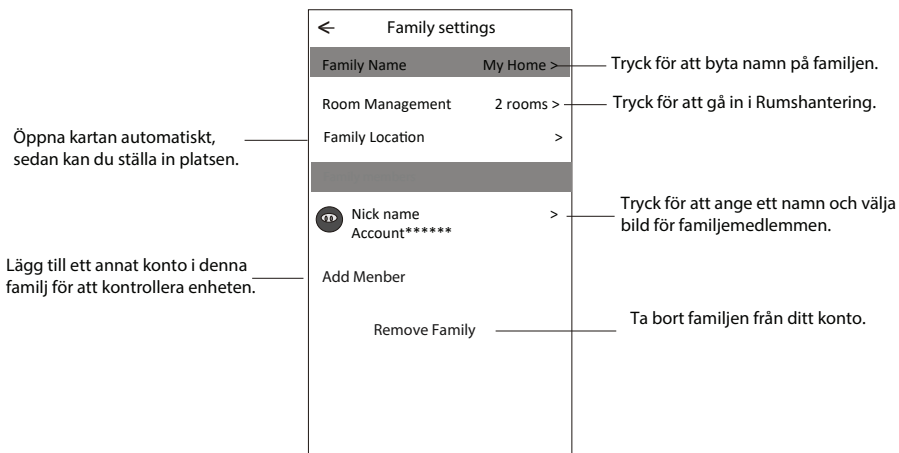 ← Family settings
Family Name My Home >
Tryck för att byta namn på familjen.
Room Management 2 rooms >
Tryck för att gå in i Rumshantering.
Öppna kartan automatiskt,
sedan kan du ställa in platsen.
Family Location >
Nick name >
Account******
Tryck för att ange ett namn och välja
bild för familjemedlemmen.
Lägg till ett annat konto i denna
familj för att kontrollera enheten.
Add Menber
Remove Family
Ta bort familjen från ditt konto.